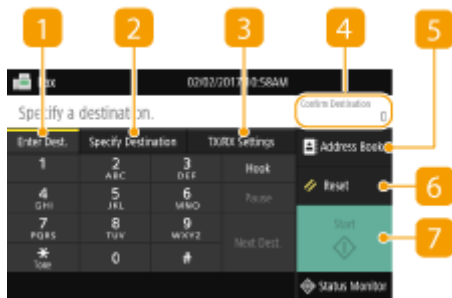 1 2 3 4 5
Fax 02/02/2017 10:58AM
Specify a destination. Confirm Destination
0
Enter Dest. Specify Destination TX/RX Settings Address Book
1 2 ABC 3 DEF Hook
Reset 6
4 GHI 5 JKL 6 MNO Pause
Start 7
7 PQRS 8 TUV 9 WXYZ Next Dest.
* Tone 0 #
Status Monitor